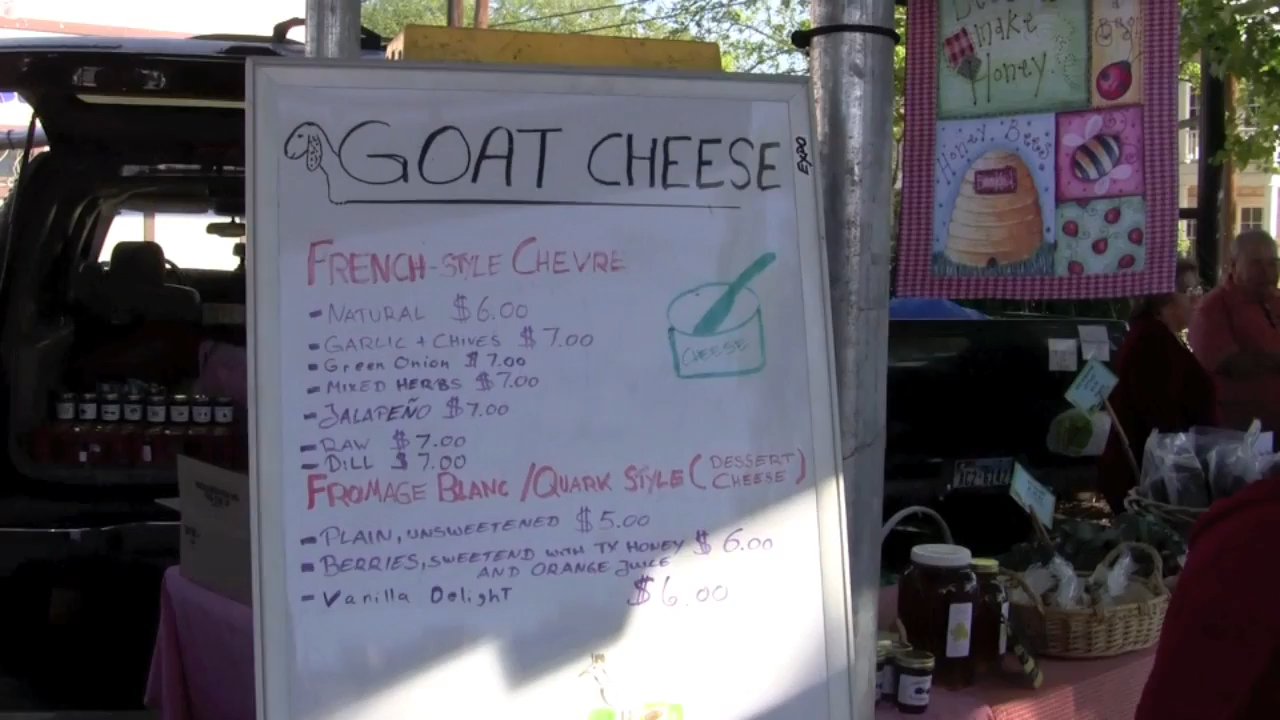 GOAT CHEESE
EXPO
FRENCH-STYLE CHEVRE
- NATURAL $6.00
- GARLIC + CHIVES $7.00
- Green Onion $7.00
- MIXED HERBS $7.00
- JALAPEÑO $7.00
- RAW $7.00
- DILL $7.00
FROMAGE BLANC/QUARK STYLE (DESSERT CHEESE)
- PLAIN, UNSWEETENED $5.00
- BERRIES, SWEETEND WITH TX HONEY $6.00
AND ORANGE JUICE
- Vanilla Delight $6.00
CHEESE
make
Honey.
Honey Bees